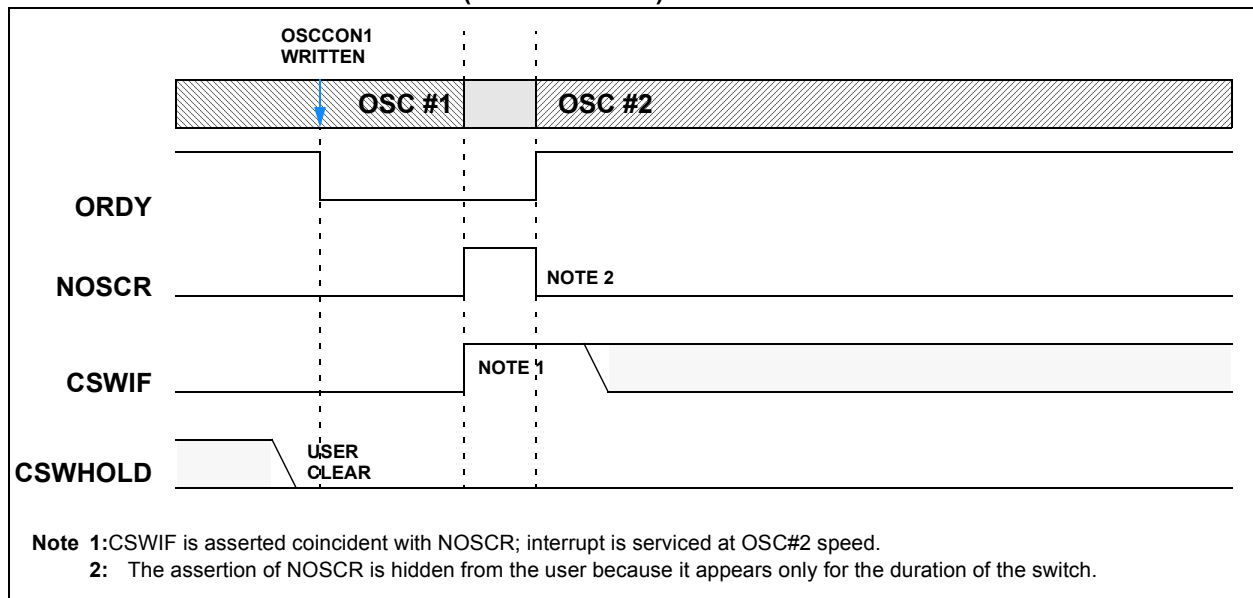 OSCCON1
WRITTEN
OSC #1
OSC #2
ORDY
NOSCR
NOTE 2
CSWIF
NOTE 1
CSWHOLD
USER
CLEAR
Note 1:CSWIF is asserted coincident with NOSCR; interrupt is serviced at OSC#2 speed.
2: The assertion of NOSCR is hidden from the user because it appears only for the duration of the switch.